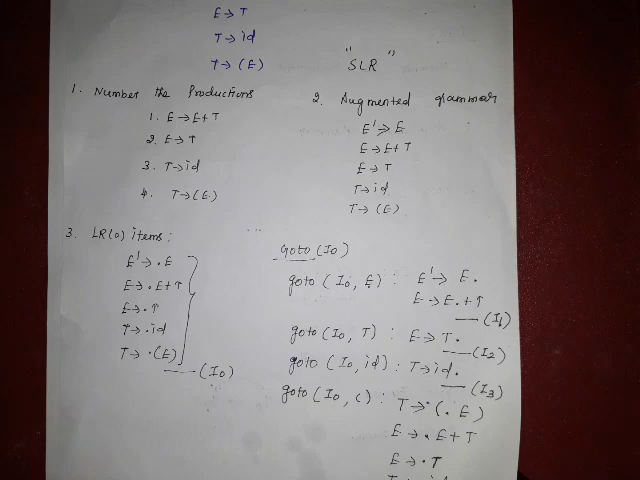 E → T
T → id
T → (E)
"SLR"
1. Number the Productions
1. E → E+T
2. E → T
3. T → id
4. T → (E)
2. Augmented grammar
E' → E
E → E+T
E → T
T → id
T → (E)
3. LR(0) items:
E' → .E
E → .E+T
E → .T
T → .id
T → .(E)
(I0)
Goto (I0)
goto (I0, E) : E' → E.
E → E.+T
(I1)
goto (I0, T) : E → T.
(I2)
goto (I0, id) : T → id.
(I3)
goto (I0, () : T → (.E)
E → .E+T
E → .T